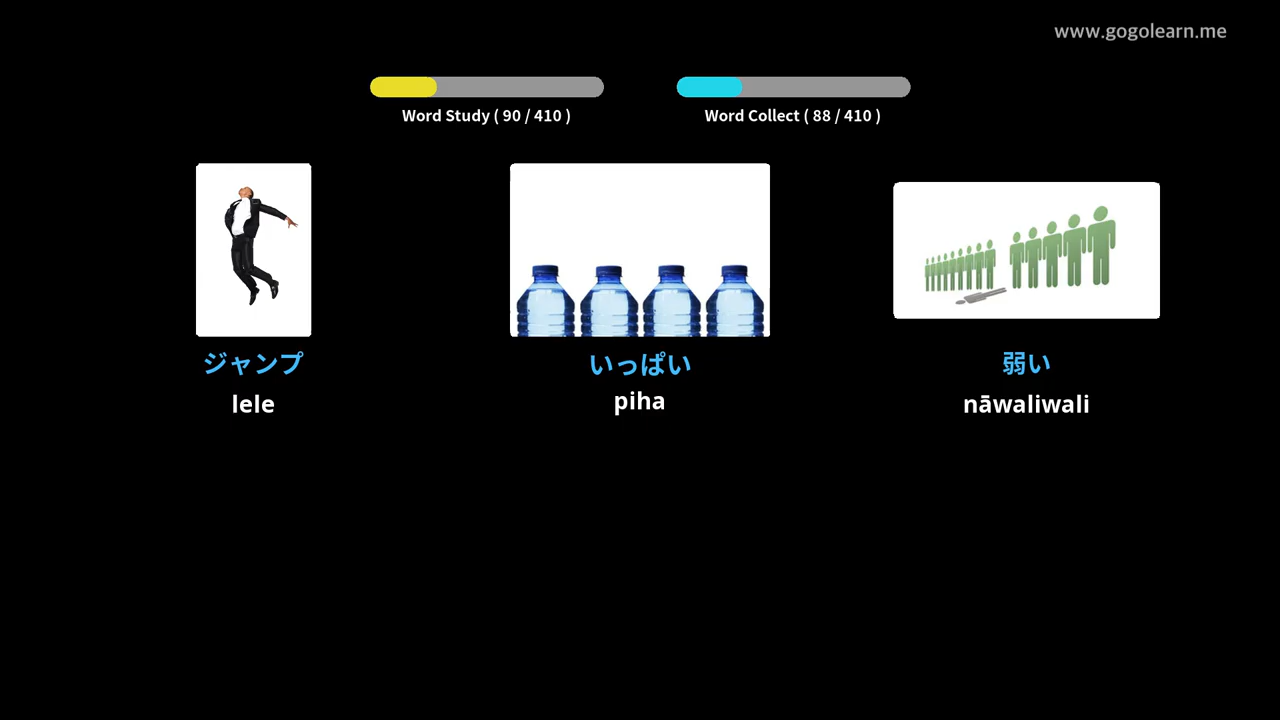 www.gogolearn.me
Word Study ( 90 / 410 )
Word Collect ( 88 / 410 )
ジャンプ
lele
いっぱい
piha
弱い
nāwaliwali